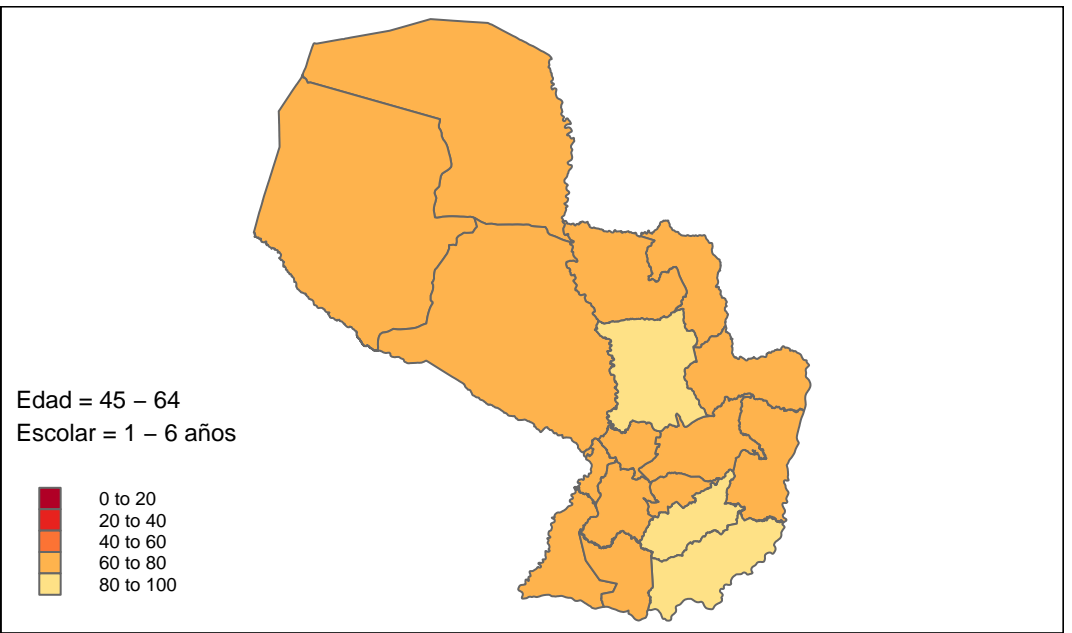 Edad = 45 – 64
Escolar = 1 – 6 años
0 to 20
20 to 40
40 to 60
60 to 80
80 to 100